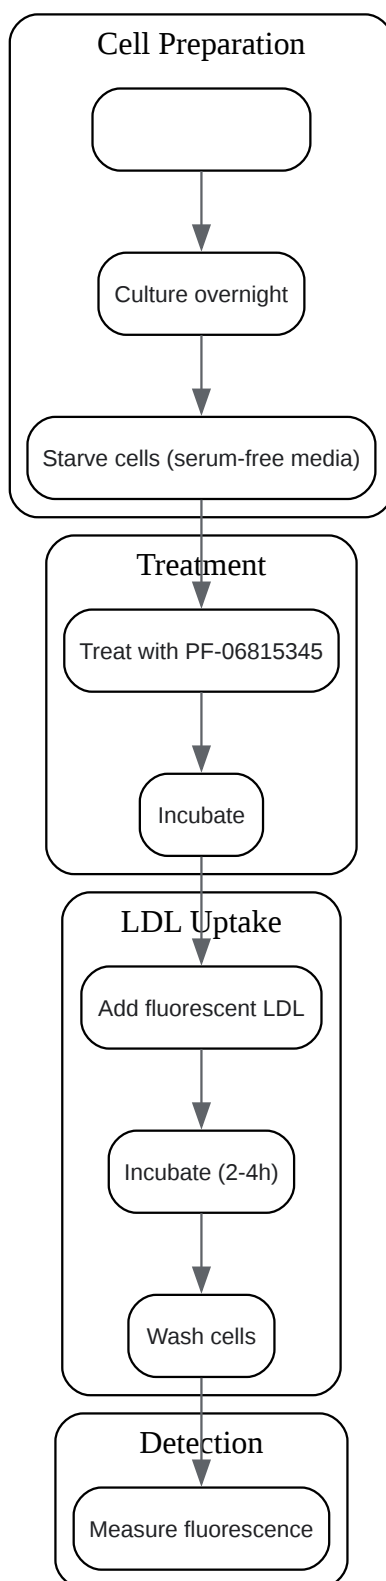 Cell Preparation
Culture overnight
Starve cells (serum-free media)
Treatment
Treat with PF-06815345
Incubate
LDL Uptake
Add fluorescent LDL
Incubate (2-4h)
Wash cells
Detection
Measure fluorescence